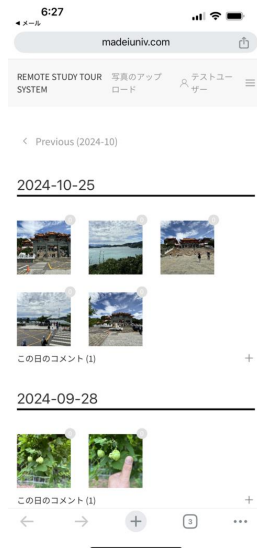 6:27
◀ メール
madeiuniv.com
REMOTE STUDY TOUR
SYSTEM
写真のアップ
ロード
テストユー
ザー
< Previous (2024-10)
2024-10-25
この日のコメント (1)
2024-09-28
この日のコメント (1)
3